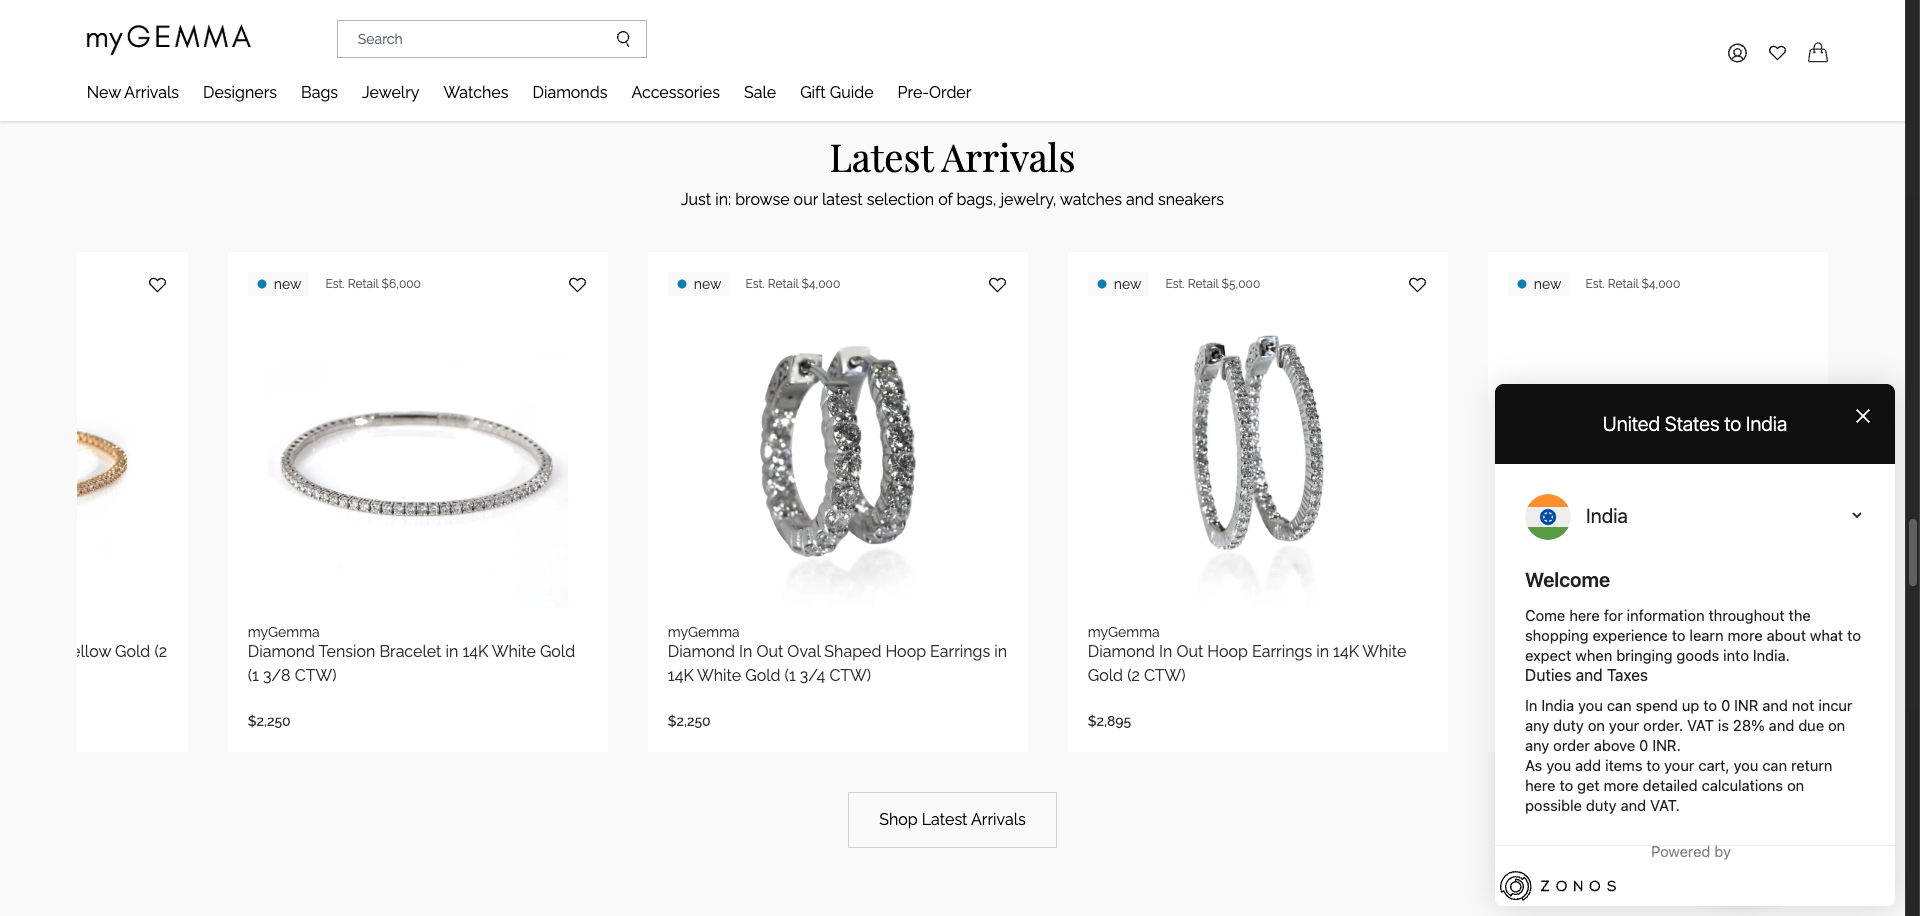 myGEMMA
Search
New Arrivals Designers Bags Jewelry Watches Diamonds Accessories Sale Gift Guide Pre-Order
Latest Arrivals
Just in: browse our latest selection of bags, jewelry, watches and sneakers
new Est. Retail $6,000
new Est. Retail $4,000
new Est. Retail $5,000
new Est. Retail $4,000
ellow Gold (2
myGemma
Diamond Tension Bracelet in 14K White Gold
(1 3/8 CTW)
$2,250
myGemma
Diamond In Out Oval Shaped Hoop Earrings in
14K White Gold (1 3/4 CTW)
$2,250
myGemma
Diamond In Out Hoop Earrings in 14K White
Gold (2 CTW)
$2,895
Shop Latest Arrivals
United States to India
India
Welcome
Come here for information throughout the
shopping experience to learn more about what to
expect when bringing goods into India.
Duties and Taxes
In India you can spend up to 0 INR and not incur
any duty on your order. VAT is 28% and due on
any order above 0 INR.
As you add items to your cart, you can return
here to get more detailed calculations on
possible duty and VAT.
Powered by
ZONOS